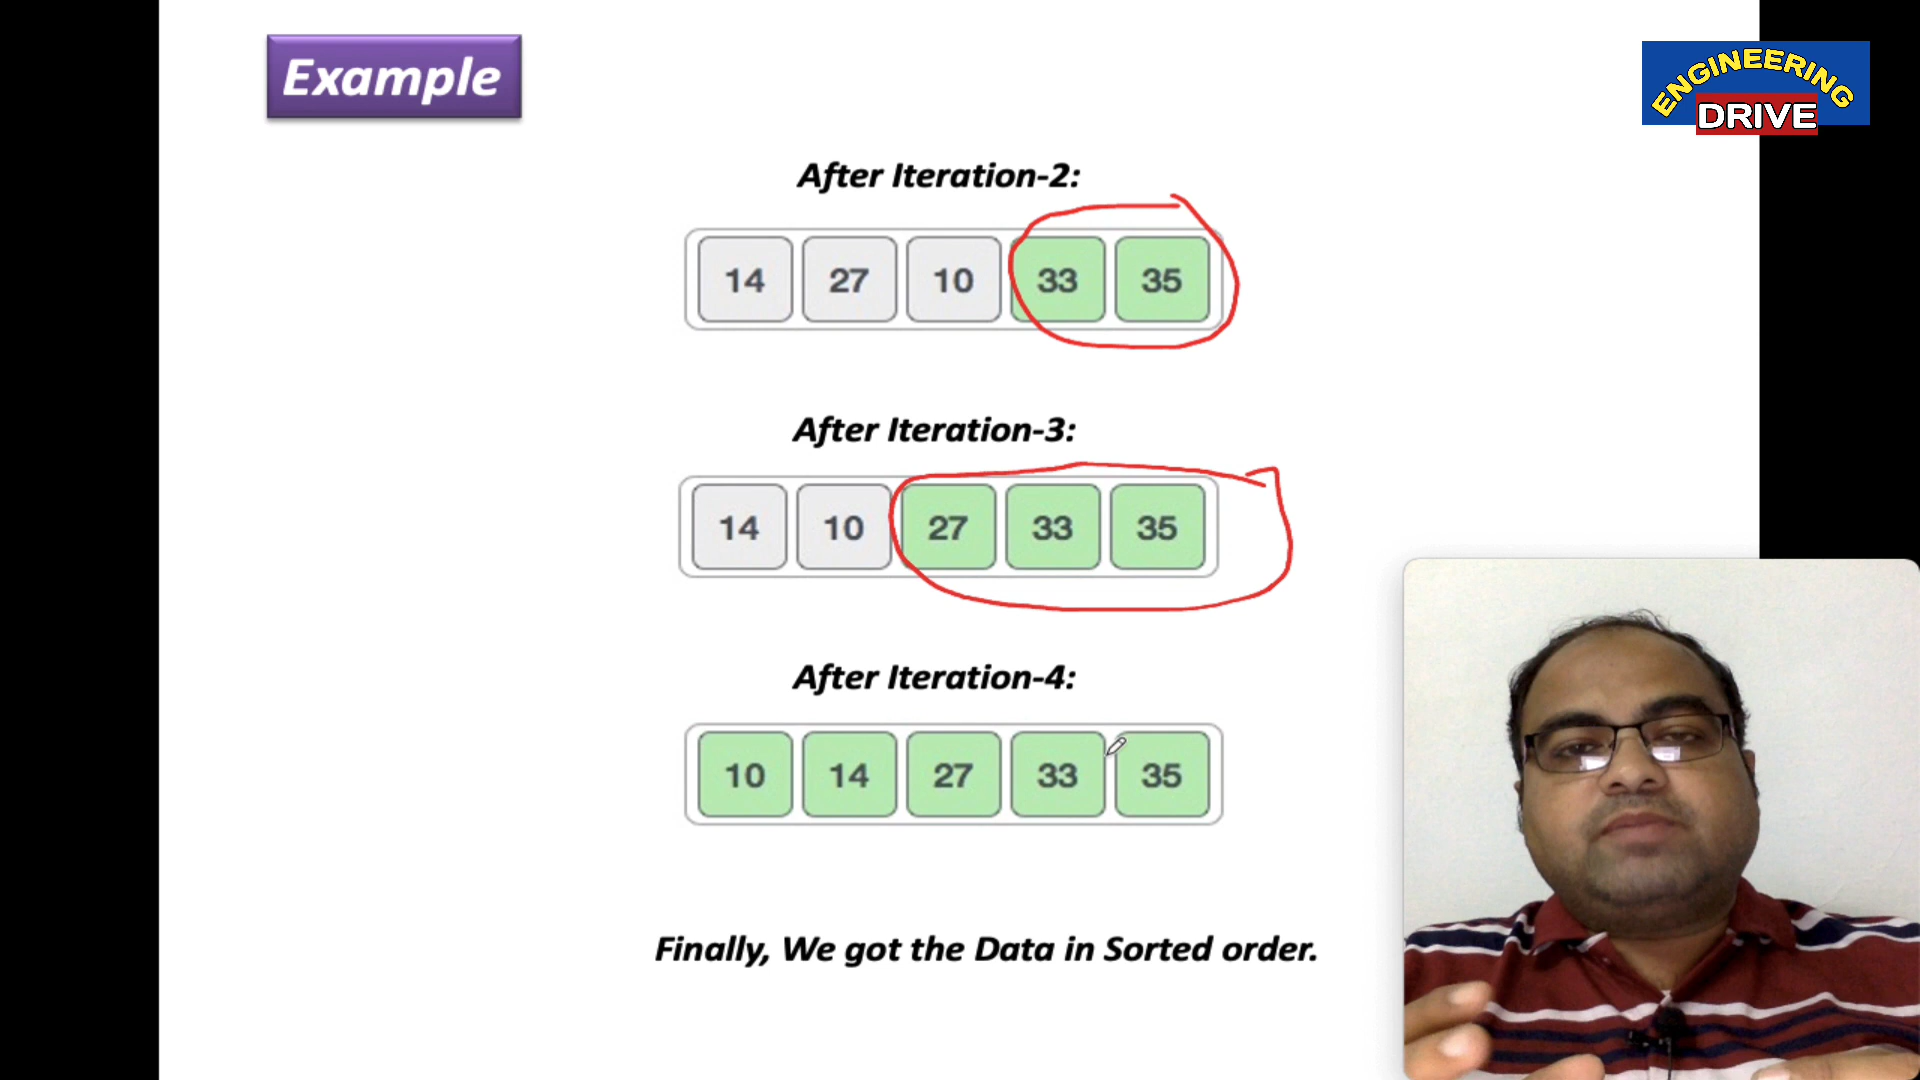 Example
ENGINEERING
DRIVE
After Iteration-2:
14 27 10 33 35
After Iteration-3:
14 10 27 33 35
After Iteration-4:
10 14 27 33 35
Finally, We got the Data in Sorted order.